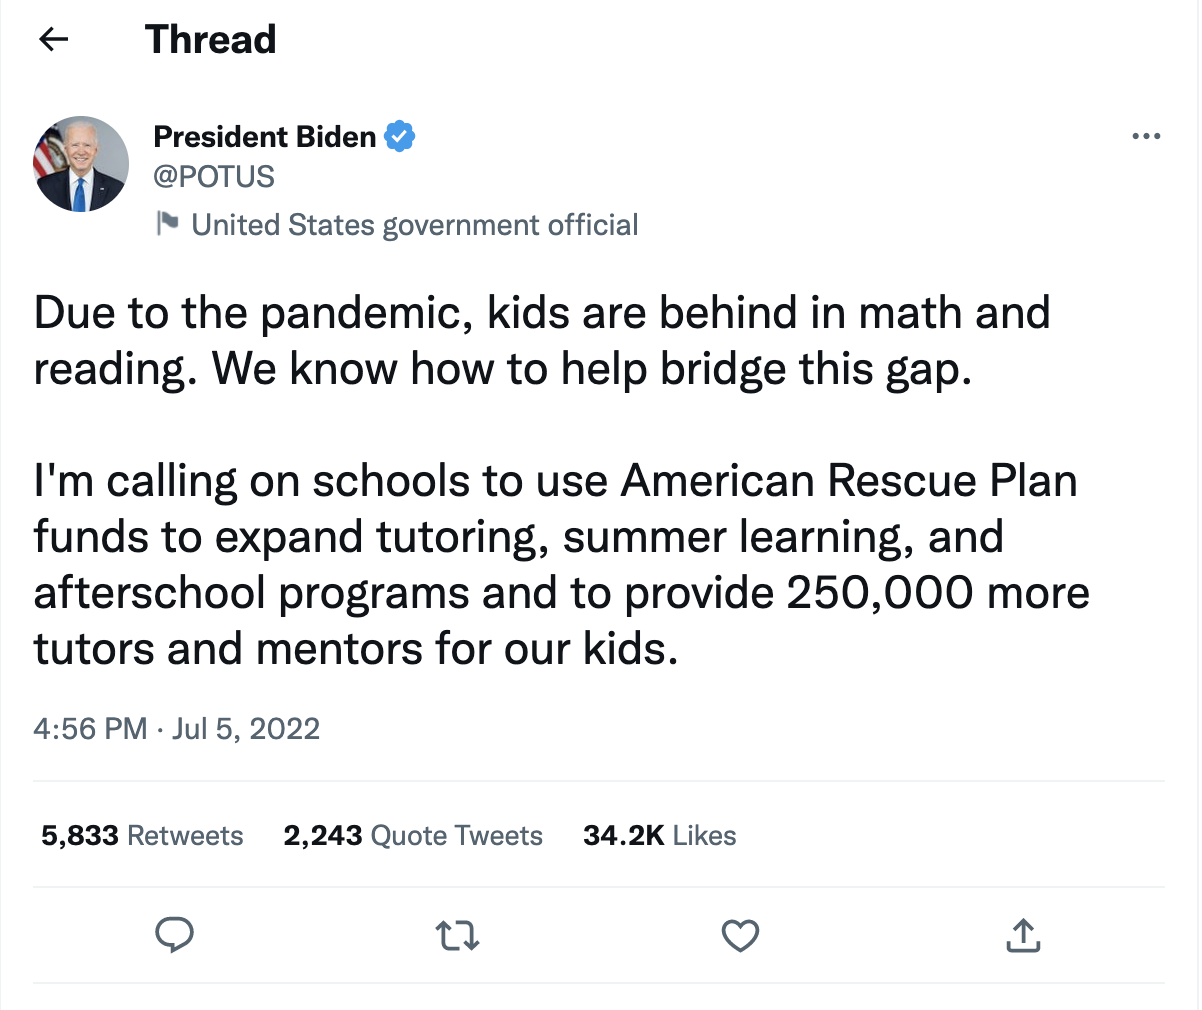 Thread
President Biden
@POTUS
United States government official
Due to the pandemic, kids are behind in math and
reading. We know how to help bridge this gap.
I'm calling on schools to use American Rescue Plan
funds to expand tutoring, summer learning, and
afterschool programs and to provide 250,000 more
tutors and mentors for our kids.
4:56 PM · Jul 5, 2022
5,833 Retweets 2,243 Quote Tweets 34.2K Likes